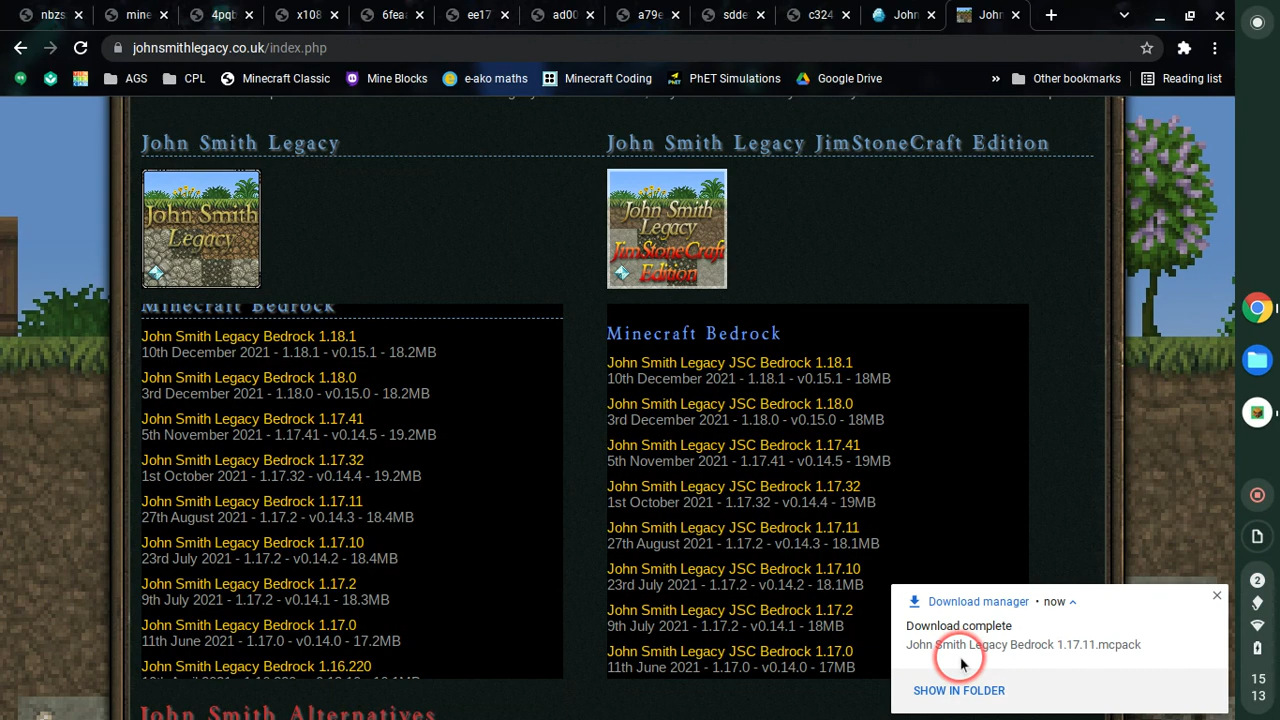 nbzs
mine
4pqb
x108
6fea
ee17
ad00
a79e
sdde
c324
John
John
johnsmithlegacy.co.uk/index.php
AGS
CPL
Minecraft Classic
Mine Blocks
e-ako maths
Minecraft Coding
PhET Simulations
Google Drive
»
Other bookmarks
Reading list
John Smith Legacy
John Smith Legacy JimStoneCraft Edition
John Smith
Legacy
John Smith
Legacy
JimStoneCraft
Edition
Minecraft Bedrock
John Smith Legacy Bedrock 1.18.1
10th December 2021 - 1.18.1 - v0.15.1 - 18.2MB
John Smith Legacy Bedrock 1.18.0
3rd December 2021 - 1.18.0 - v0.15.0 - 18.2MB
John Smith Legacy Bedrock 1.17.41
5th November 2021 - 1.17.41 - v0.14.5 - 19.2MB
John Smith Legacy Bedrock 1.17.32
1st October 2021 - 1.17.32 - v0.14.4 - 19.2MB
John Smith Legacy Bedrock 1.17.11
27th August 2021 - 1.17.2 - v0.14.3 - 18.4MB
John Smith Legacy Bedrock 1.17.10
23rd July 2021 - 1.17.2 - v0.14.2 - 18.4MB
John Smith Legacy Bedrock 1.17.2
9th July 2021 - 1.17.2 - v0.14.1 - 18.3MB
John Smith Legacy Bedrock 1.17.0
11th June 2021 - 1.17.0 - v0.14.0 - 17.2MB
John Smith Legacy Bedrock 1.16.220
Minecraft Bedrock
John Smith Legacy JSC Bedrock 1.18.1
10th December 2021 - 1.18.1 - v0.15.1 - 18MB
John Smith Legacy JSC Bedrock 1.18.0
3rd December 2021 - 1.18.0 - v0.15.0 - 18MB
John Smith Legacy JSC Bedrock 1.17.41
5th November 2021 - 1.17.41 - v0.14.5 - 19MB
John Smith Legacy JSC Bedrock 1.17.32
1st October 2021 - 1.17.32 - v0.14.4 - 19MB
John Smith Legacy JSC Bedrock 1.17.11
27th August 2021 - 1.17.2 - v0.14.3 - 18.1MB
John Smith Legacy JSC Bedrock 1.17.10
23rd July 2021 - 1.17.2 - v0.14.2 - 18.1MB
John Smith Legacy JSC Bedrock 1.17.2
9th July 2021 - 1.17.2 - v0.14.1 - 18MB
John Smith Legacy JSC Bedrock 1.17.0
11th June 2021 - 1.17.0 - v0.14.0 - 17MB
John Smith Alternatives
Download manager • now
Download complete
John Smith Legacy Bedrock 1.17.11.mcpack
SHOW IN FOLDER
2
15
13